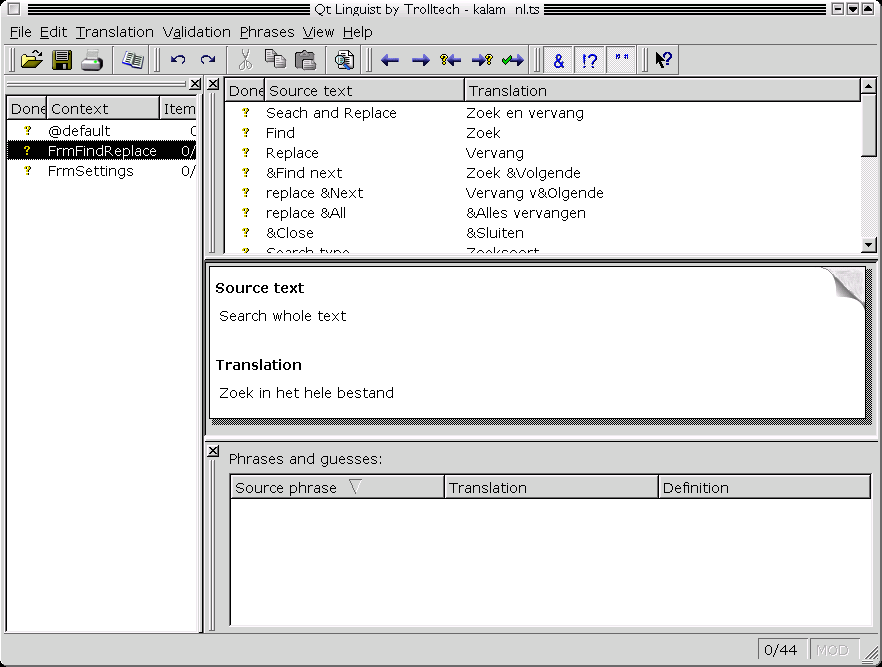 Qt Linguist by Trolltech - kalam_nl.ts
File Edit Translation Validation Phrases View Help
& !? ""
Done Context Item
? @default
? FrmFindReplace 0/
? FrmSettings 0/
Done Source text Translation
? Seach and Replace Zoek en vervang
? Find Zoek
? Replace Vervang
? &Find next Zoek &Volgende
? replace &Next Vervang v&Olgende
? replace &All &Alles vervangen
? &Close &Sluiten
? Search type Zoeksoort
Source text
Search whole text
Translation
Zoek in het hele bestand
Phrases and guesses:
Source phrase Translation Definition
0/44 MOD